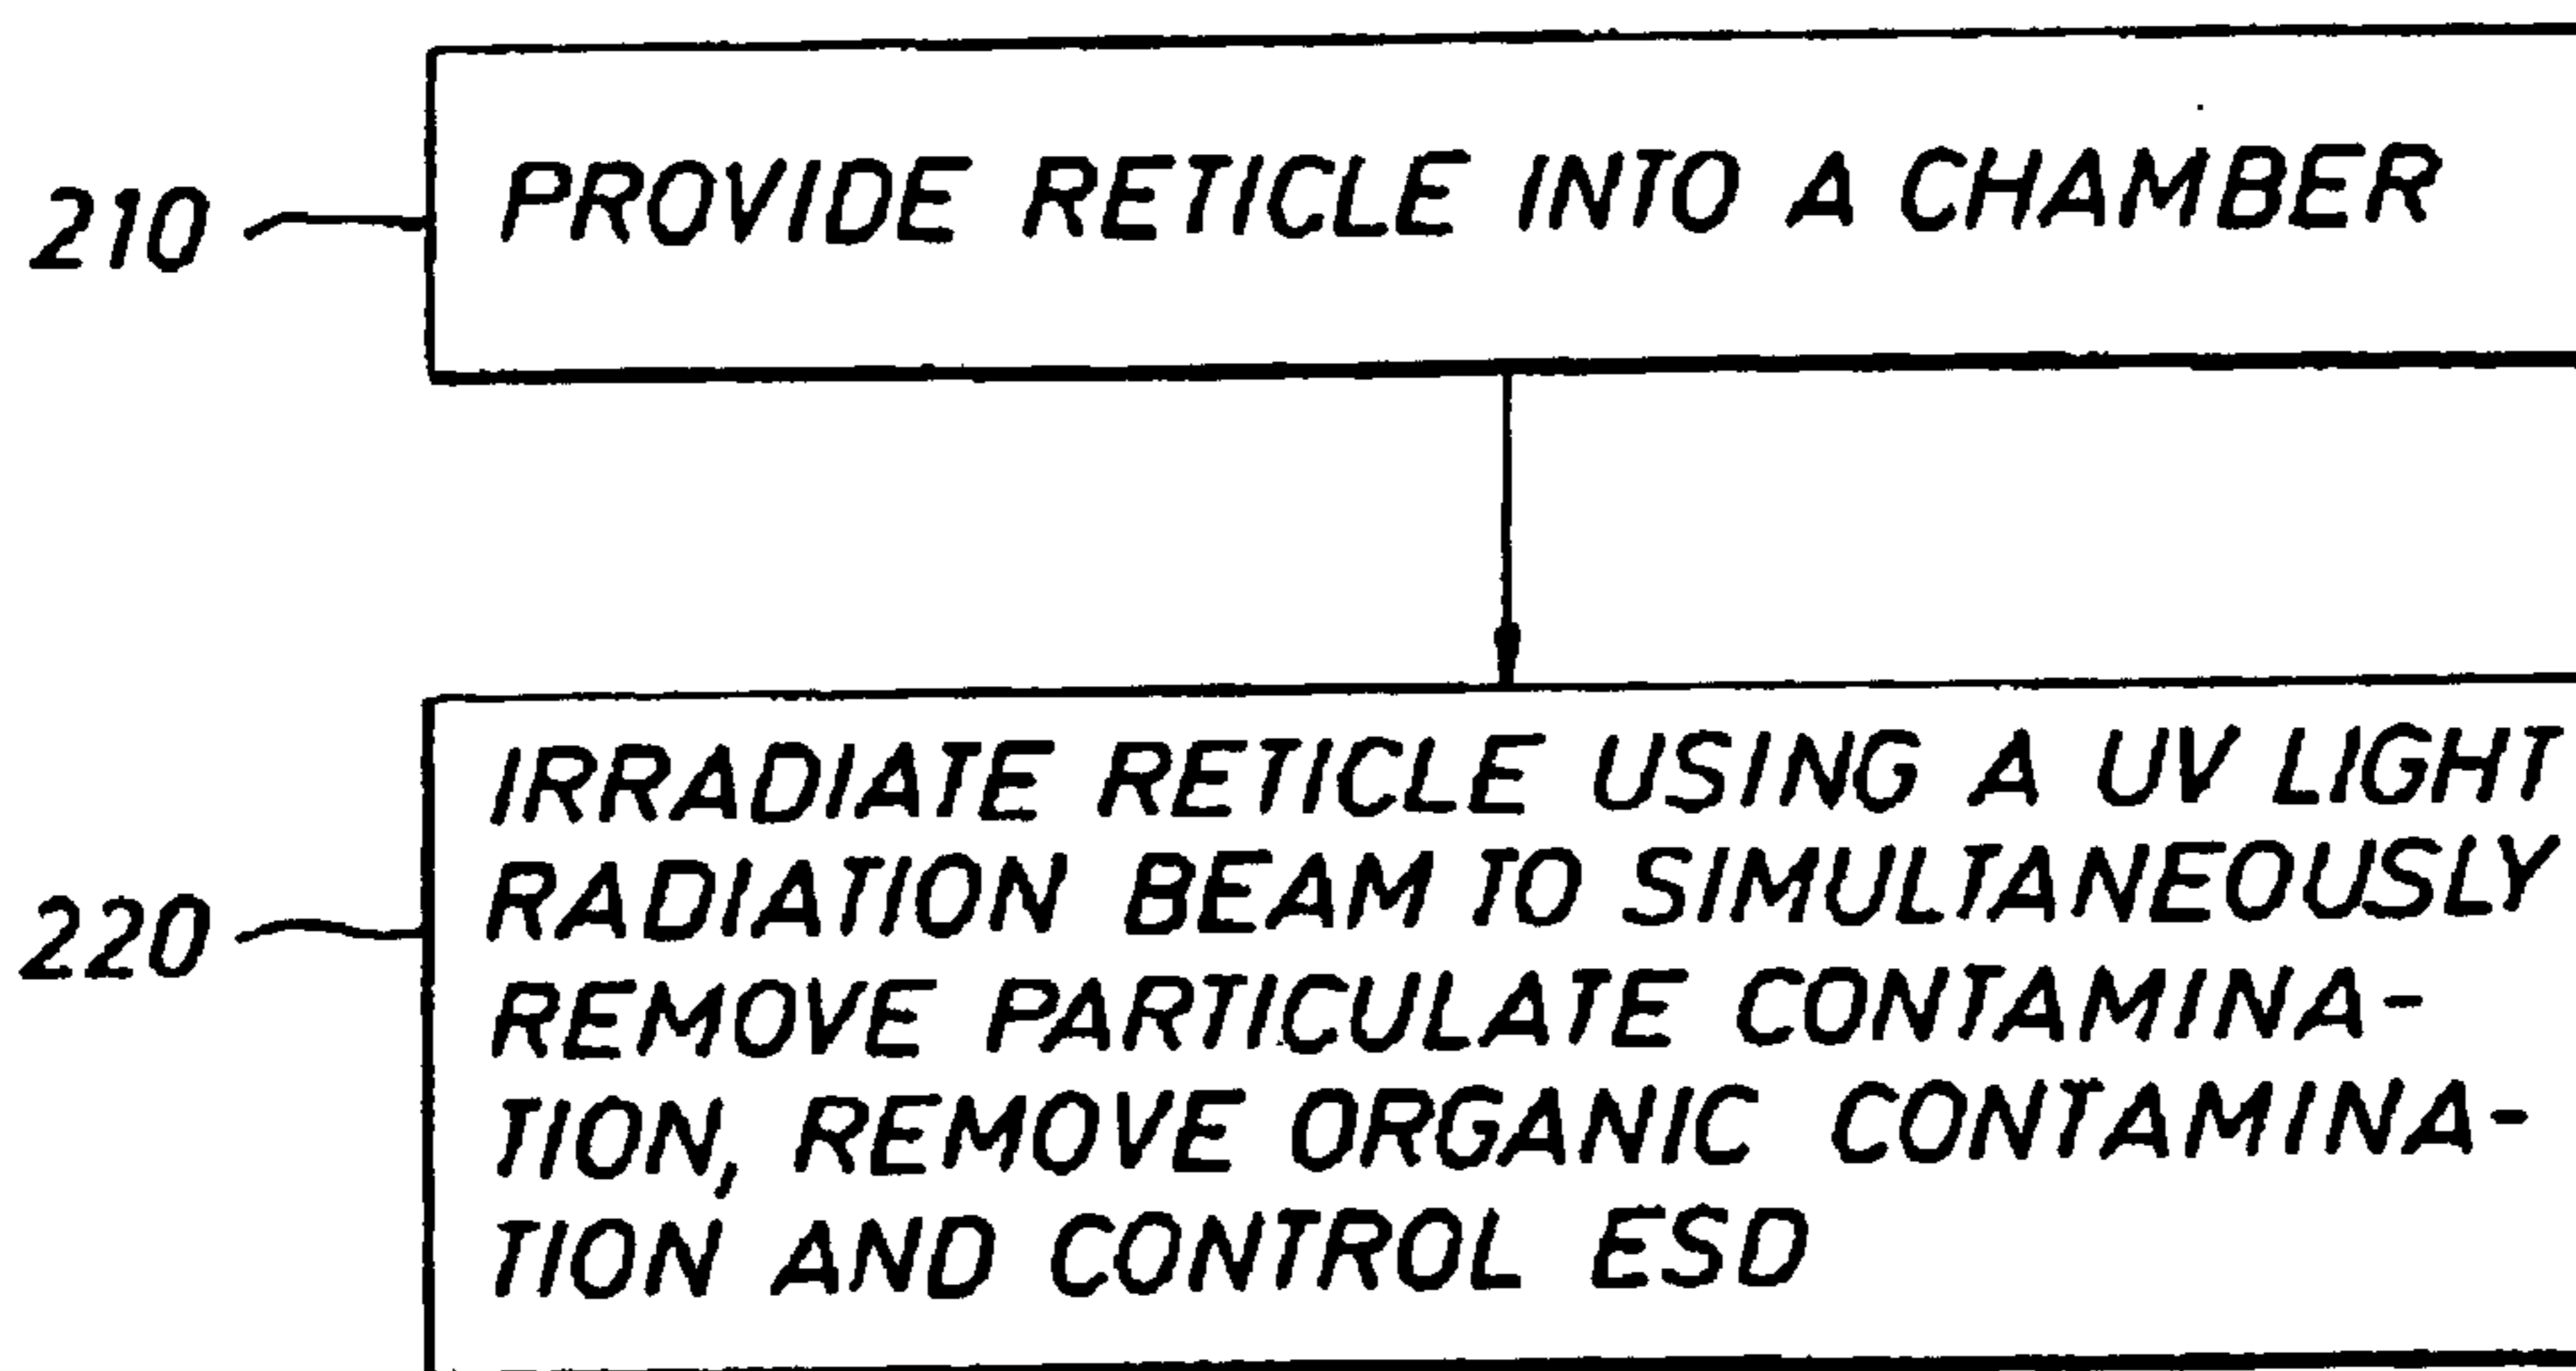 210
PROVIDE RETICLE INTO A CHAMBER
220
IRRADIATE RETICLE USING A UV LIGHT
RADIATION BEAM TO SIMULTANEOUSLY
REMOVE PARTICULATE CONTAMINA-
TION, REMOVE ORGANIC CONTAMINA-
TION AND CONTROL ESD